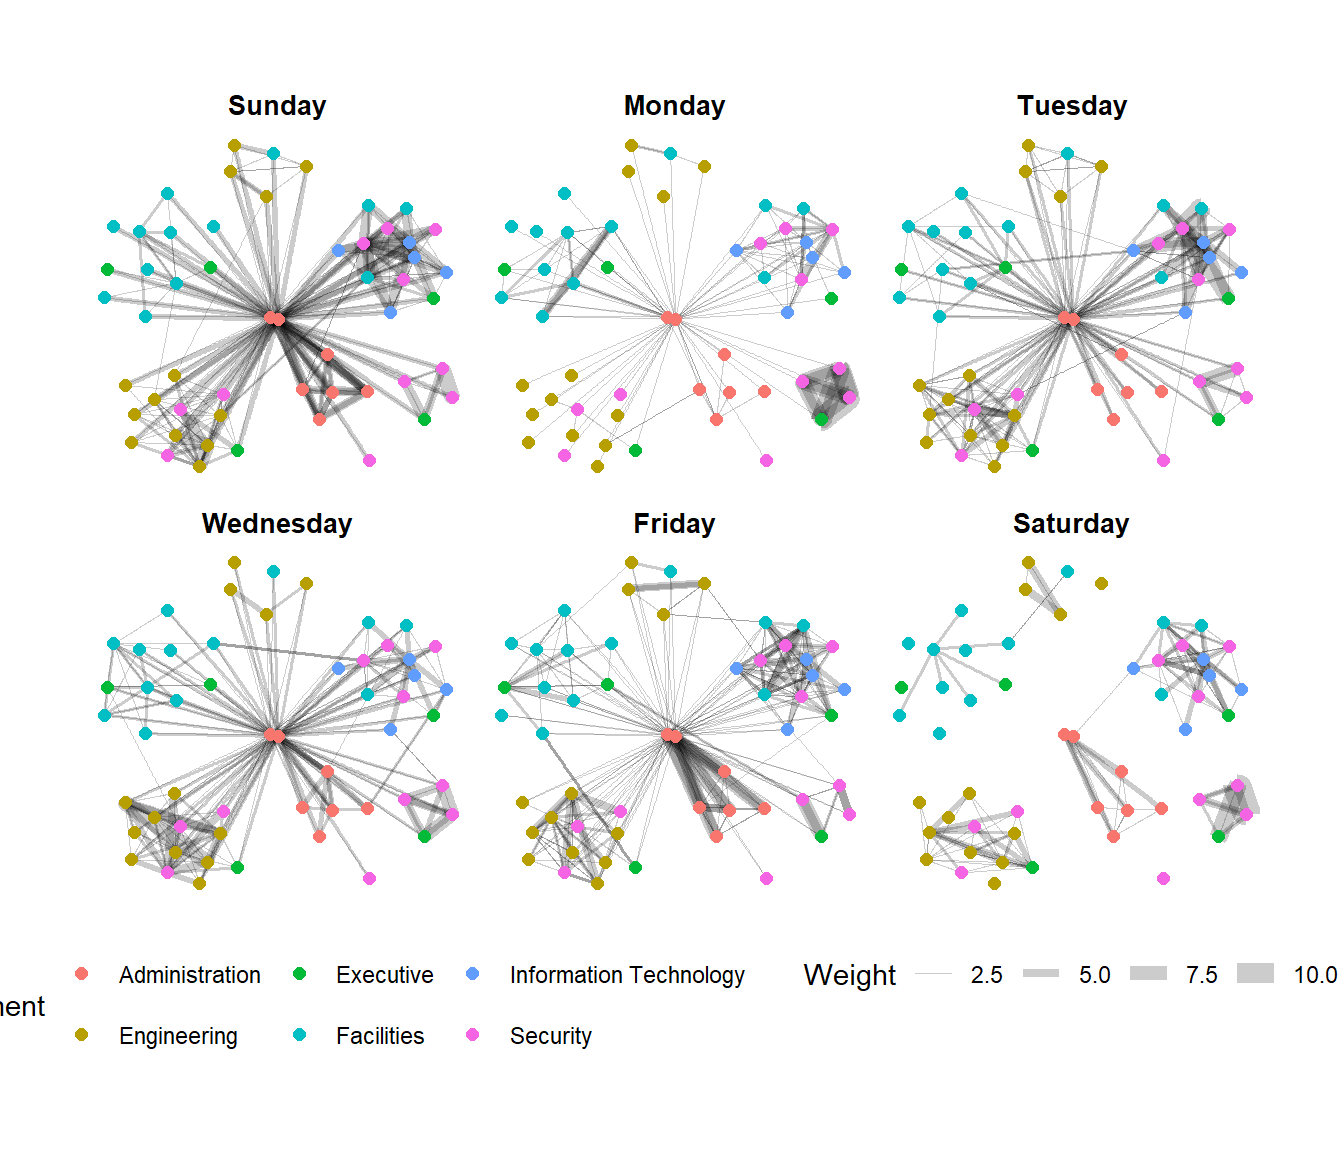 Sunday
Monday
Tuesday
Wednesday
Friday
Saturday
Administration Executive Information Technology Weight 2.5 5.0 7.5 10.0
Engineering Facilities Security